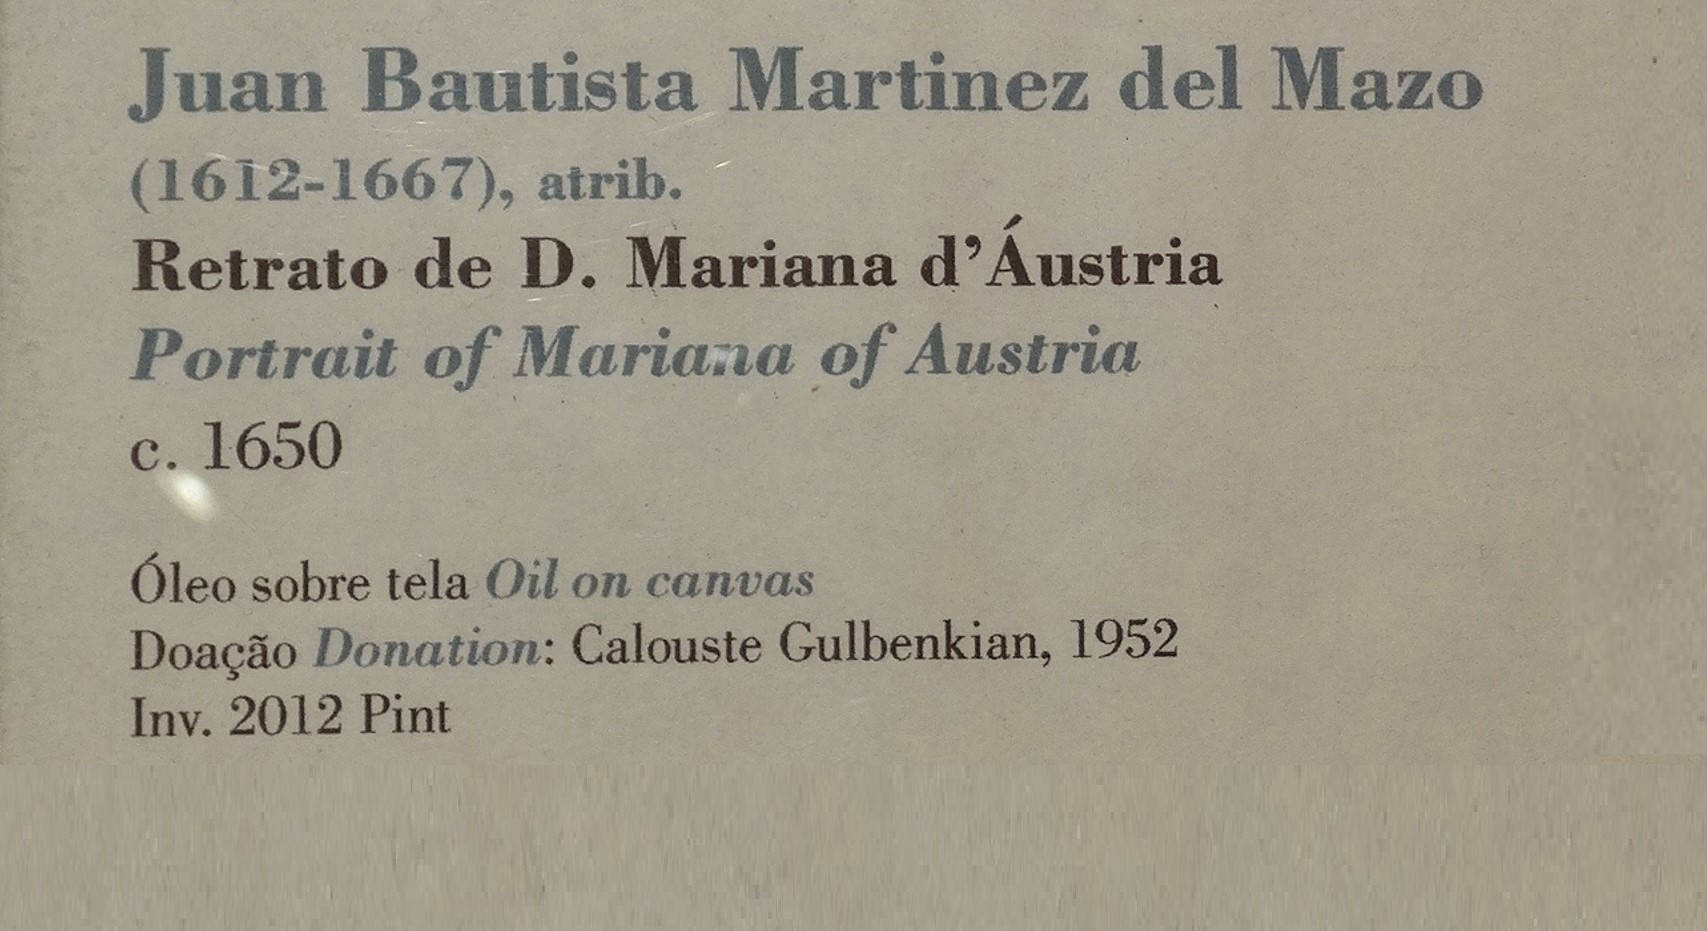 Juan Bautista Martinez del Mazo
(1612-1667), atrib.
Retrato de D. Mariana d'Áustria
Portrait of Mariana of Austria
c. 1650
Óleo sobre tela Oil on canvas
Doação Donation: Calouste Gulbenkian, 1952
Inv. 2012 Pint